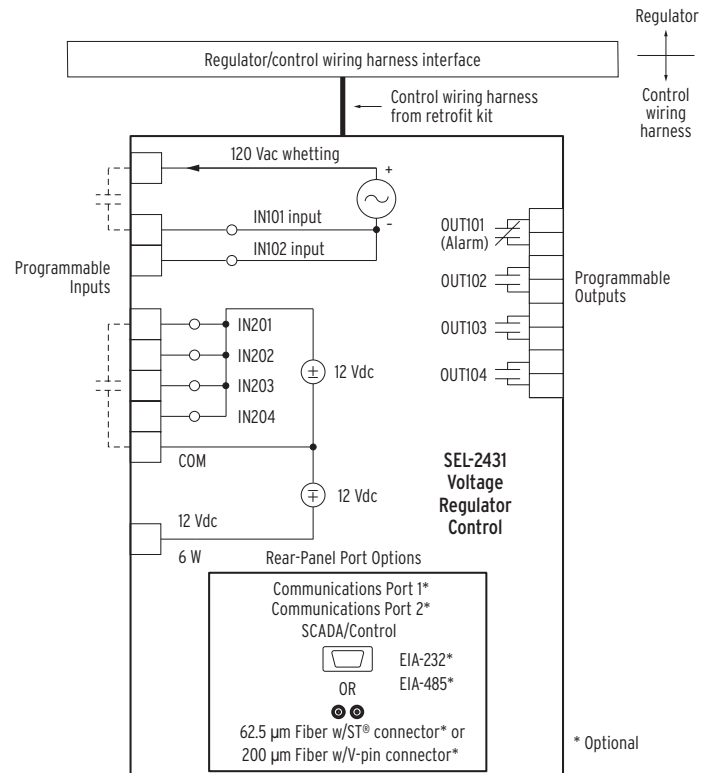 Regulator
Regulator/control wiring harness interface
Control
wiring
harness
Control wiring harness
from retrofit kit
120 Vac whetting
+
-
IN101 input
IN102 input
Programmable
Inputs
OUT101
(Alarm)
OUT102
OUT103
OUT104
Programmable
Outputs
IN201
IN202
IN203
IN204
12 Vdc
COM
12 Vdc
12 Vdc
6 W
SEL-2431
Voltage
Regulator
Control
Rear-Panel Port Options
Communications Port 1*
Communications Port 2*
SCADA/Control
EIA-232*
EIA-485*
OR
62.5 µm Fiber w/ST® connector* or
200 µm Fiber w/V-pin connector*
* Optional